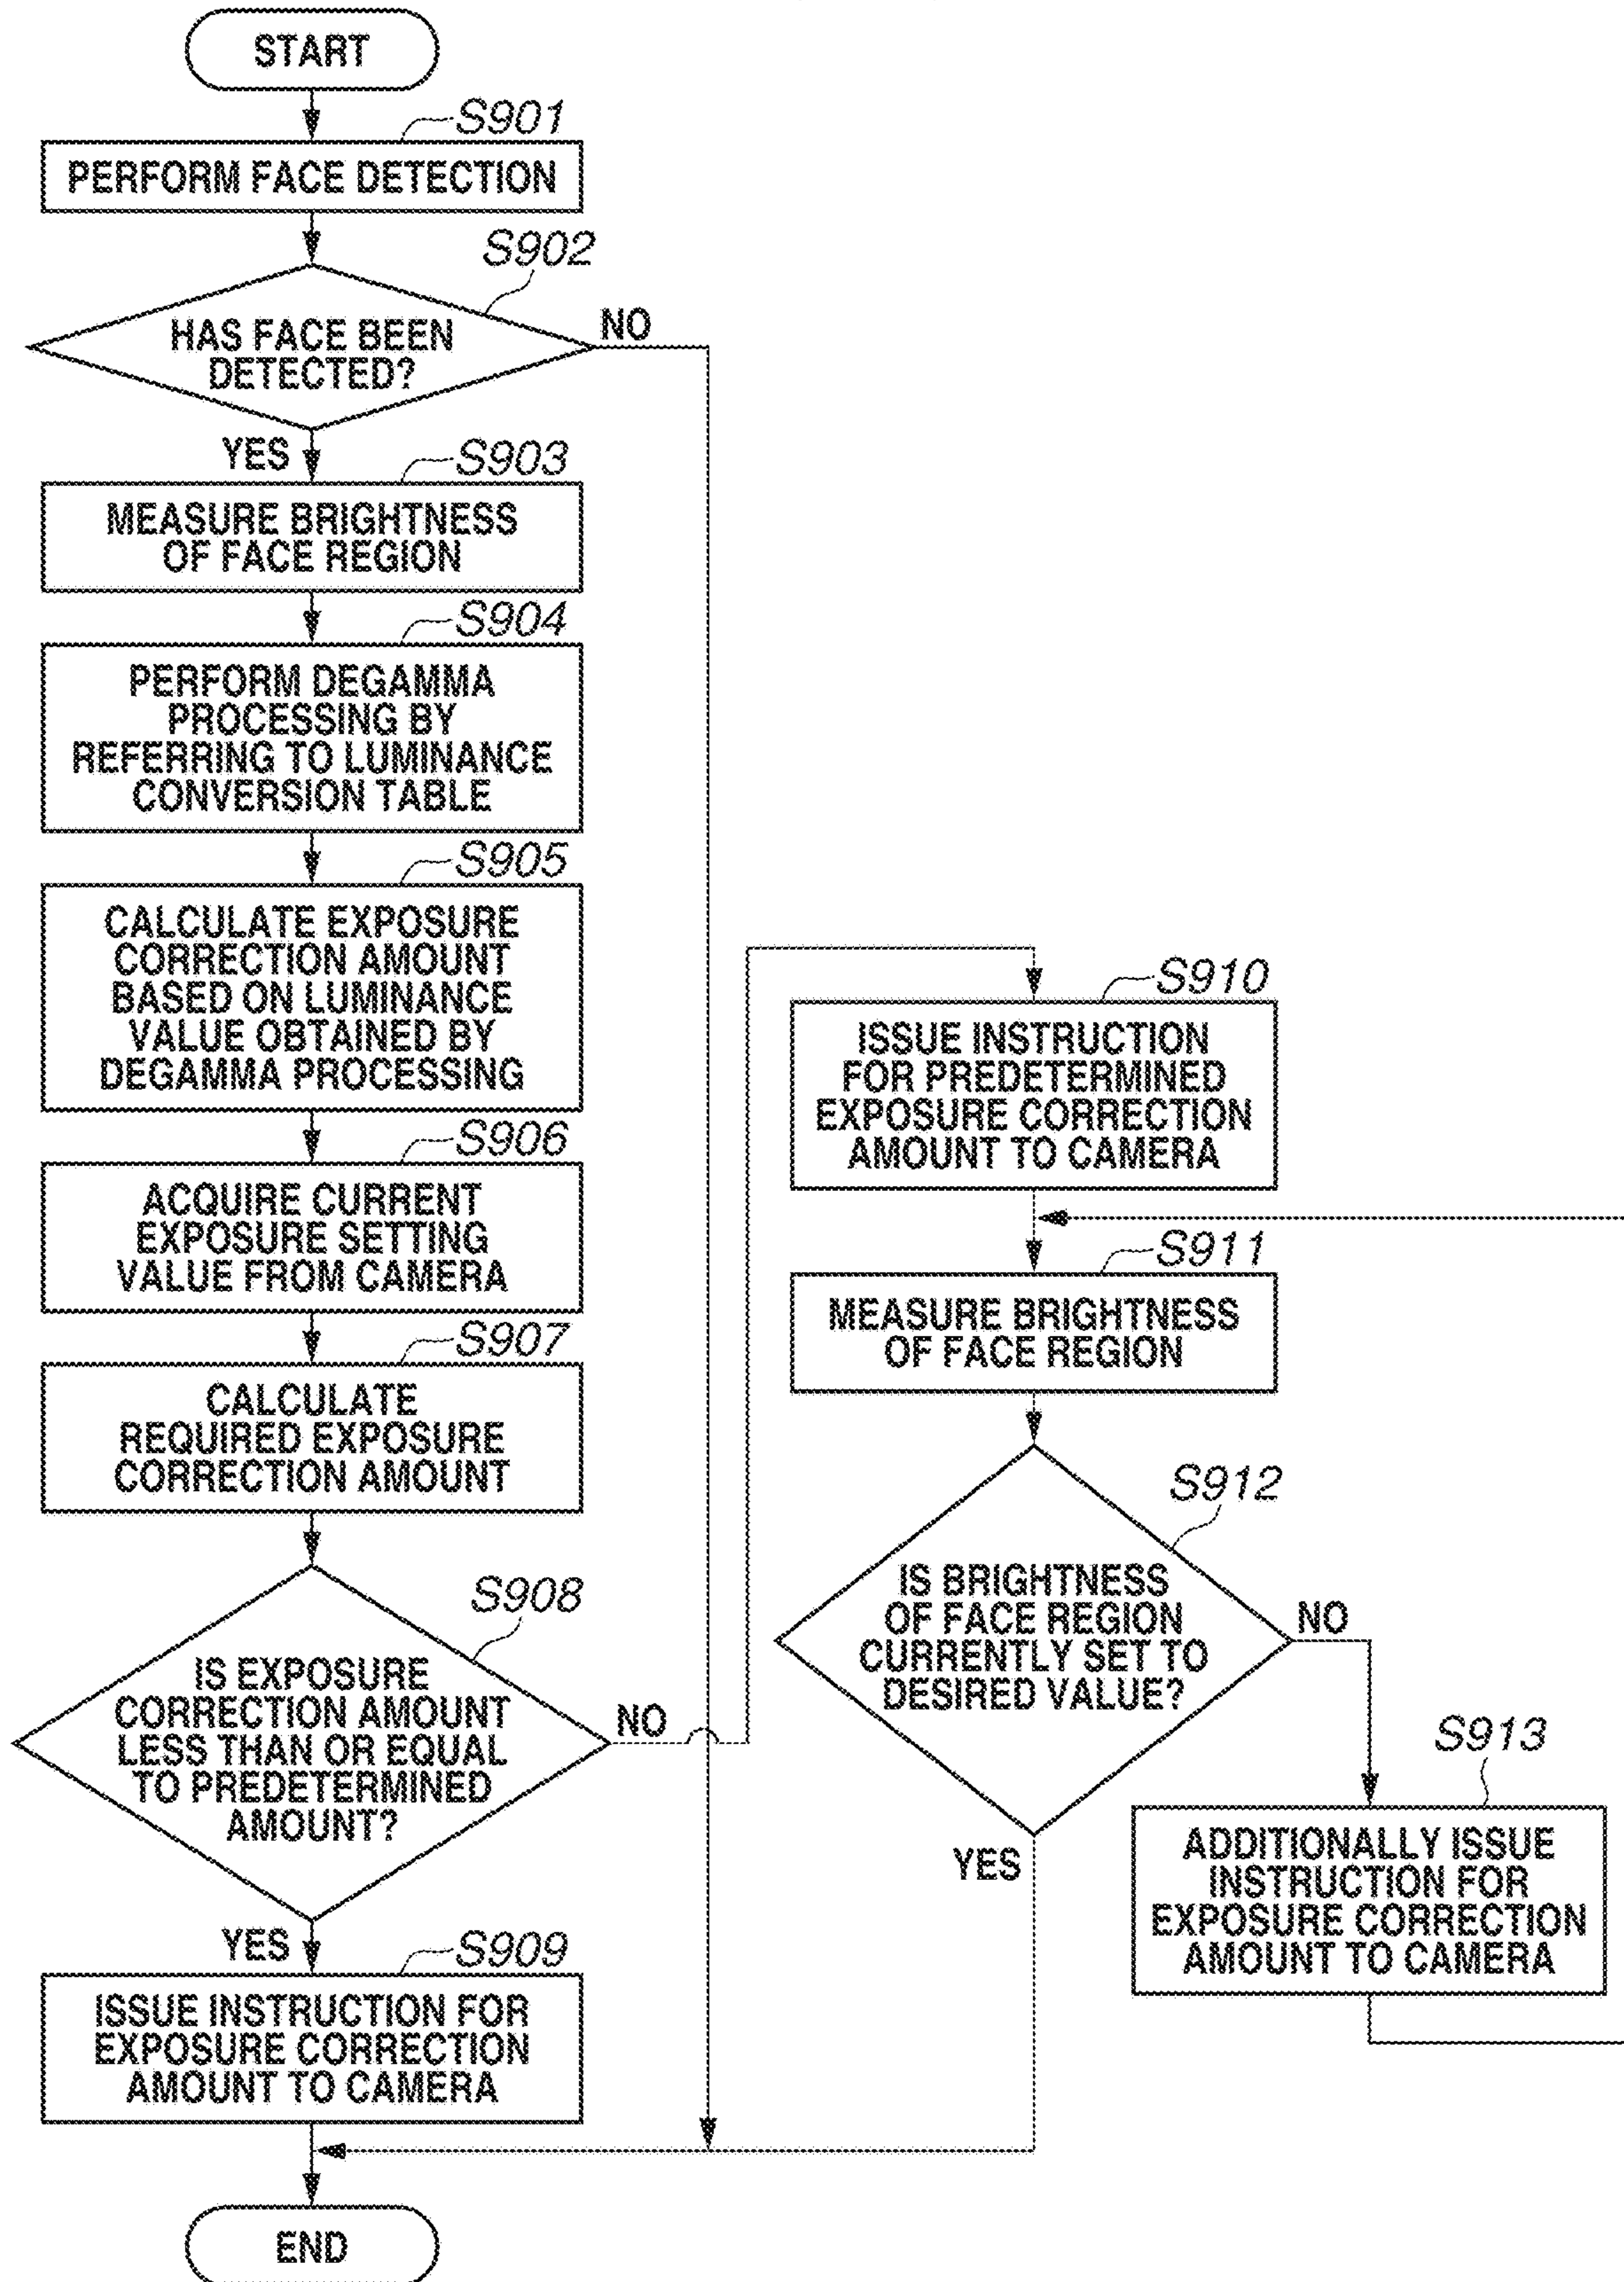 START
S901
PERFORM FACE DETECTION
S902
HAS FACE BEEN
DETECTED?
NO
YES
S903
MEASURE BRIGHTNESS
OF FACE REGION
S904
PERFORM DEGAMMA
PROCESSING BY
REFERRING TO LUMINANCE
CONVERSION TABLE
S905
CALCULATE EXPOSURE
CORRECTION AMOUNT
BASED ON LUMINANCE
VALUE OBTAINED BY
DEGAMMA PROCESSING
S906
ACQUIRE CURRENT
EXPOSURE SETTING
VALUE FROM CAMERA
S907
CALCULATE
REQUIRED EXPOSURE
CORRECTION AMOUNT
S908
IS EXPOSURE
CORRECTION AMOUNT
LESS THAN OR EQUAL
TO PREDETERMINED
AMOUNT?
NO
YES
S909
ISSUE INSTRUCTION FOR
EXPOSURE CORRECTION
AMOUNT TO CAMERA
END
S910
ISSUE INSTRUCTION
FOR PREDETERMINED
EXPOSURE CORRECTION
AMOUNT TO CAMERA
S911
MEASURE BRIGHTNESS
OF FACE REGION
S912
IS BRIGHTNESS
OF FACE REGION
CURRENTLY SET TO
DESIRED VALUE?
NO
YES
S913
ADDITIONALLY ISSUE
INSTRUCTION FOR
EXPOSURE CORRECTION
AMOUNT TO CAMERA